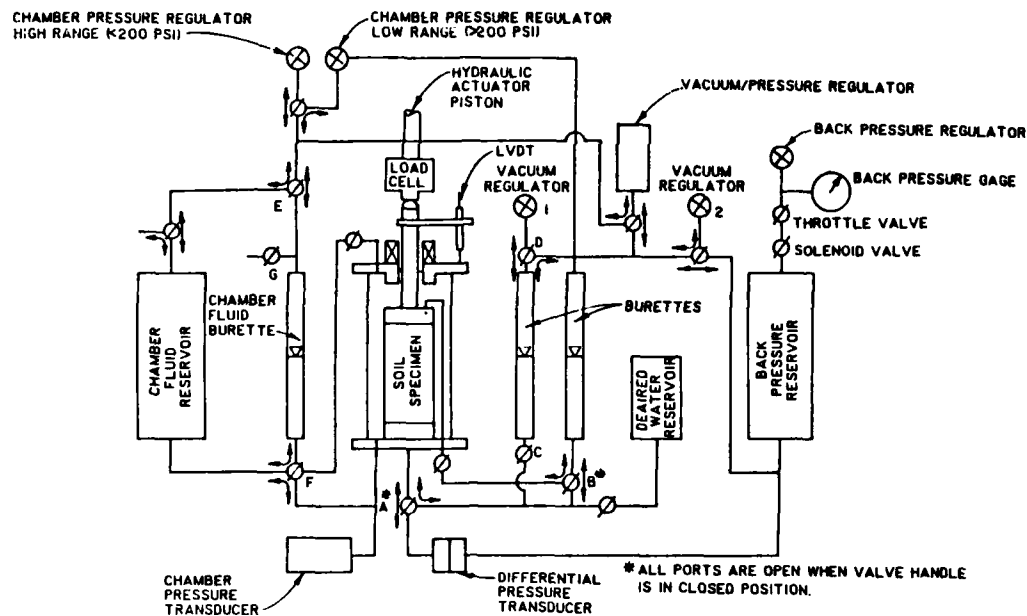 CHAMBER PRESSURE REGULATOR
HIGH RANGE (<200 PSI)
CHAMBER PRESSURE REGULATOR
LOW RANGE (>200 PSI)
HYDRAULIC
ACTUATOR
PISTON
VACUUM/PRESSURE REGULATOR
BACK PRESSURE REGULATOR
LVDT
LOAD
CELL
VACUUM
REGULATOR
1
VACUUM
REGULATOR
2
BACK PRESSURE GAGE
THROTTLE VALVE
SOLENOID VALVE
E
D
G
CHAMBER
FLUID
BURETTE
BURETTES
CHAMBER
FLUID
RESERVOIR
SOIL
SPECIMEN
DEAIRED
WATER
RESERVOIR
BACK
PRESSURE
RESERVOIR
C
F
B*
A*
CHAMBER
PRESSURE
TRANSDUCER
DIFFERENTIAL
PRESSURE
TRANSDUCER
* ALL PORTS ARE OPEN WHEN VALVE HANDLE
IS IN CLOSED POSITION.